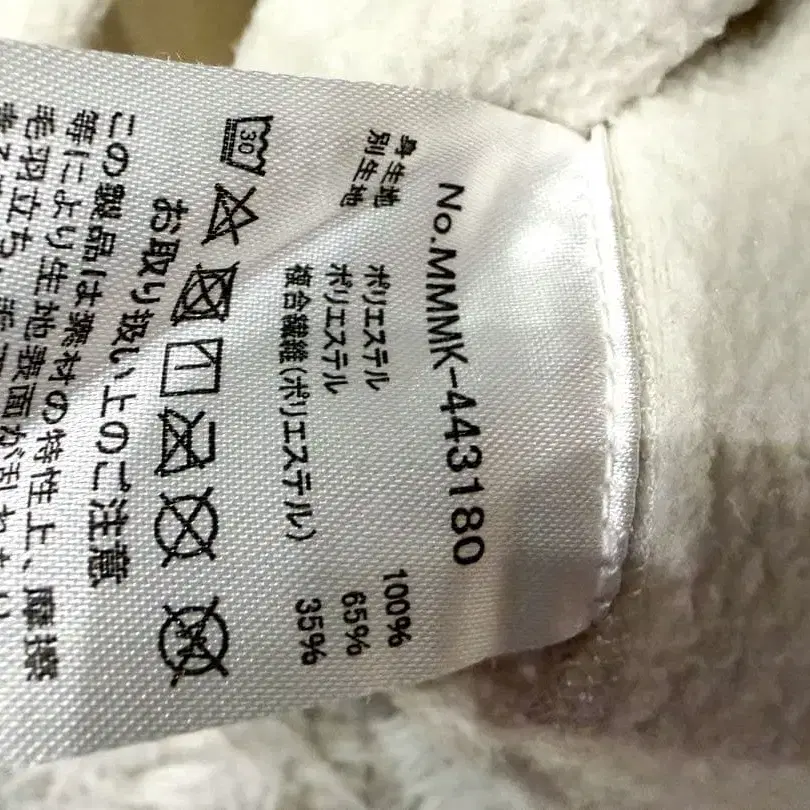 No.MMMK-443180
身生地 ポリエステル 100%
別生地 ポリエステル 65%
複合繊維(ポリエステル) 35%
30
お取り扱い上のご注意
この製品は素材の特性上、摩擦
等により生地表面が
毛羽立ち